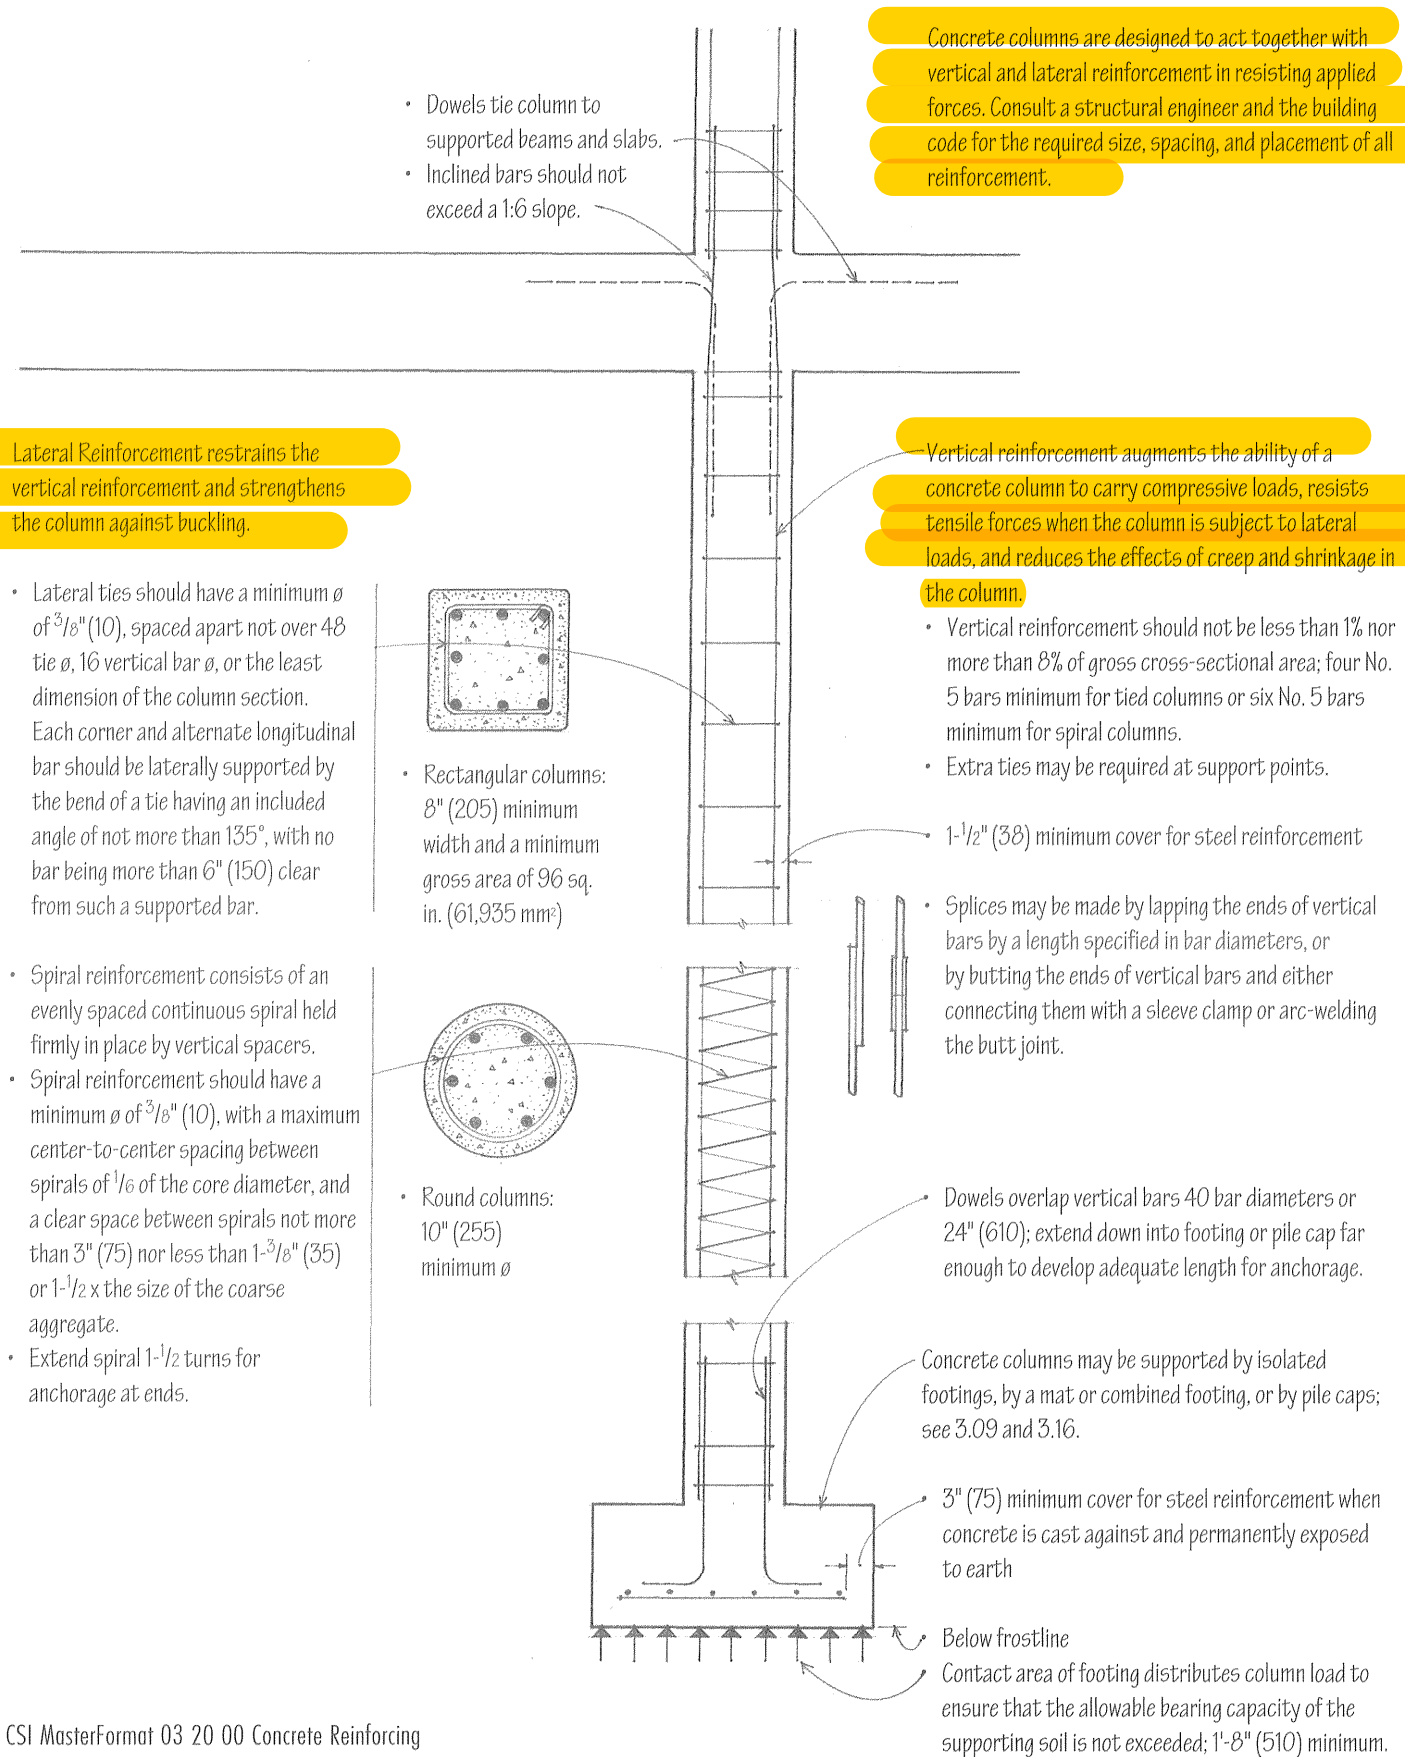 Concrete columns are designed to act together with
vertical and lateral reinforcement in resisting applied
forces. Consult a structural engineer and the building
code for the required size, spacing, and placement of all
reinforcement.
• Dowels tie column to
supported beams and slabs.
• Inclined bars should not
exceed a 1:6 slope.
Lateral Reinforcement restrains the
vertical reinforcement and strengthens
the column against buckling.
• Lateral ties should have a minimum ø
of 3/8" (10), spaced apart not over 48
tie ø, 16 vertical bar ø, or the least
dimension of the column section.
Each corner and alternate longitudinal
bar should be laterally supported by
the bend of a tie having an included
angle of not more than 135°, with no
bar being more than 6" (150) clear
from such a supported bar.
• Spiral reinforcement consists of an
evenly spaced continuous spiral held
firmly in place by vertical spacers.
• Spiral reinforcement should have a
minimum ø of 3/8" (10), with a maximum
center-to-center spacing between
spirals of 1/6 of the core diameter, and
a clear space between spirals not more
than 3" (75) nor less than 1-3/8" (35)
or 1-1/2 x the size of the coarse
aggregate.
• Extend spiral 1-1/2 turns for
anchorage at ends.
• Rectangular columns:
8" (205) minimum
width and a minimum
gross area of 96 sq.
in. (61,935 mm²)
• Round columns:
10" (255)
minimum ø
Vertical reinforcement augments the ability of a
concrete column to carry compressive loads, resists
tensile forces when the column is subject to lateral
loads, and reduces the effects of creep and shrinkage in
the column.
• Vertical reinforcement should not be less than 1% nor
more than 8% of gross cross-sectional area; four No.
5 bars minimum for tied columns or six No. 5 bars
minimum for spiral columns.
• Extra ties may be required at support points.
• 1-1/2" (38) minimum cover for steel reinforcement
• Splices may be made by lapping the ends of vertical
bars by a length specified in bar diameters, or
by butting the ends of vertical bars and either
connecting them with a sleeve clamp or arc-welding
the butt joint.
• Dowels overlap vertical bars 40 bar diameters or
24" (610); extend down into footing or pile cap far
enough to develop adequate length for anchorage.
Concrete columns may be supported by isolated
footings, by a mat or combined footing, or by pile caps;
see 3.09 and 3.16.
• 3" (75) minimum cover for steel reinforcement when
concrete is cast against and permanently exposed
to earth
• Below frostline
• Contact area of footing distributes column load to
ensure that the allowable bearing capacity of the
supporting soil is not exceeded; 1'-8" (510) minimum.
CSI MasterFormat 03 20 00 Concrete Reinforcing